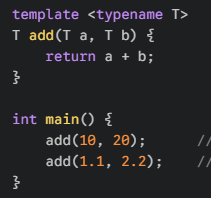 template <typename T>
T add(T a, T b) {
    return a + b;
}

int main() {
    add(10, 20);       //
    add(1.1, 2.2);     //
}